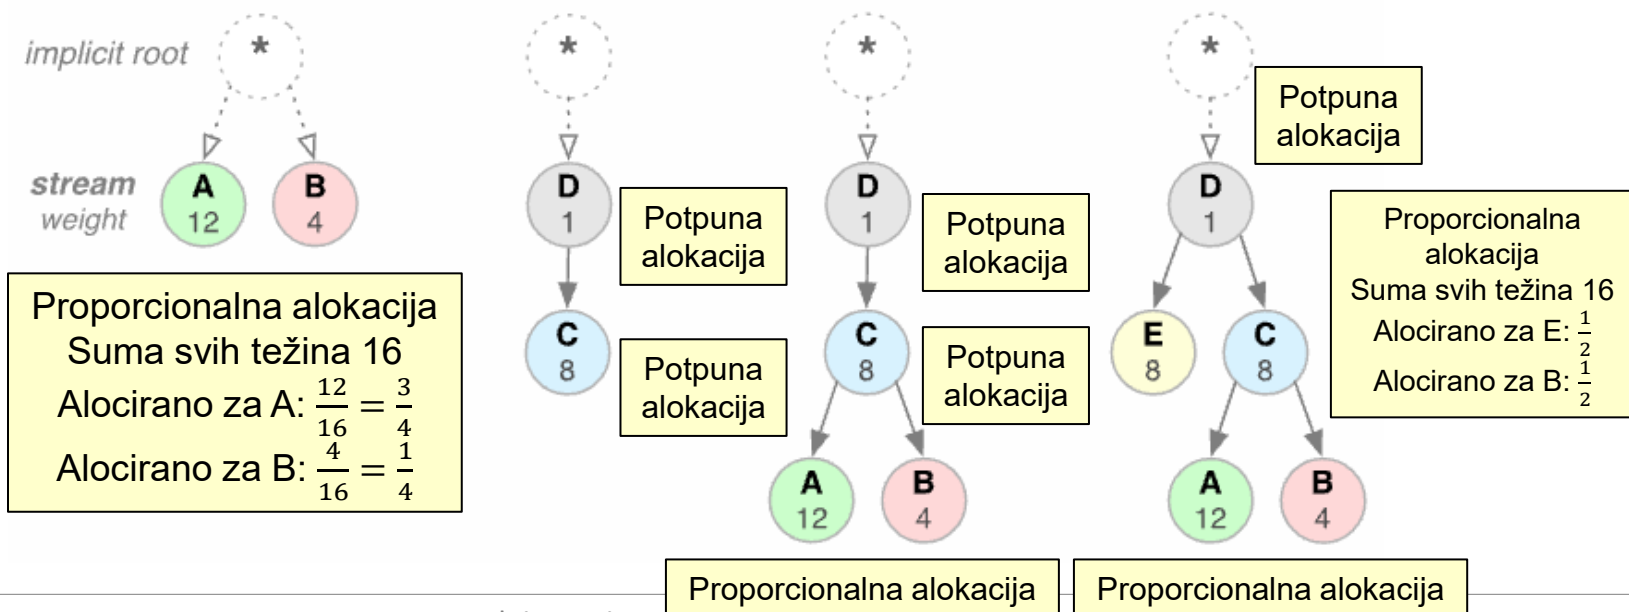 implicit root
*
*
*
*
Potpuna
alokacija
stream
weight
A
12
B
4
D
1
Potpuna
alokacija
D
1
Potpuna
alokacija
D
1
Proporcionalna
alokacija
Suma svih težina 16
Alocirano za E: 1/2
Alocirano za B: 1/2
Proporcionalna alokacija
Suma svih težina 16
Alocirano za A: 12/16 = 3/4
Alocirano za B: 4/16 = 1/4
C
8
Potpuna
alokacija
C
8
Potpuna
alokacija
E
8
C
8
A
12
B
4
A
12
B
4
Proporcionalna alokacija
Proporcionalna alokacija